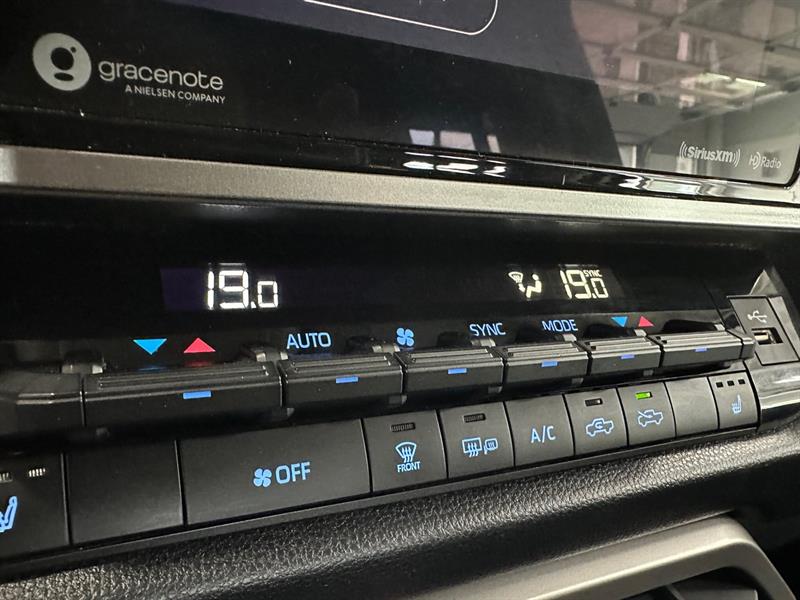 gracenote
A NIELSEN COMPANY
SiriusXM HD Radio
19.0
SYNC
19.0
AUTO SYNC MODE
OFF
FRONT
A/C